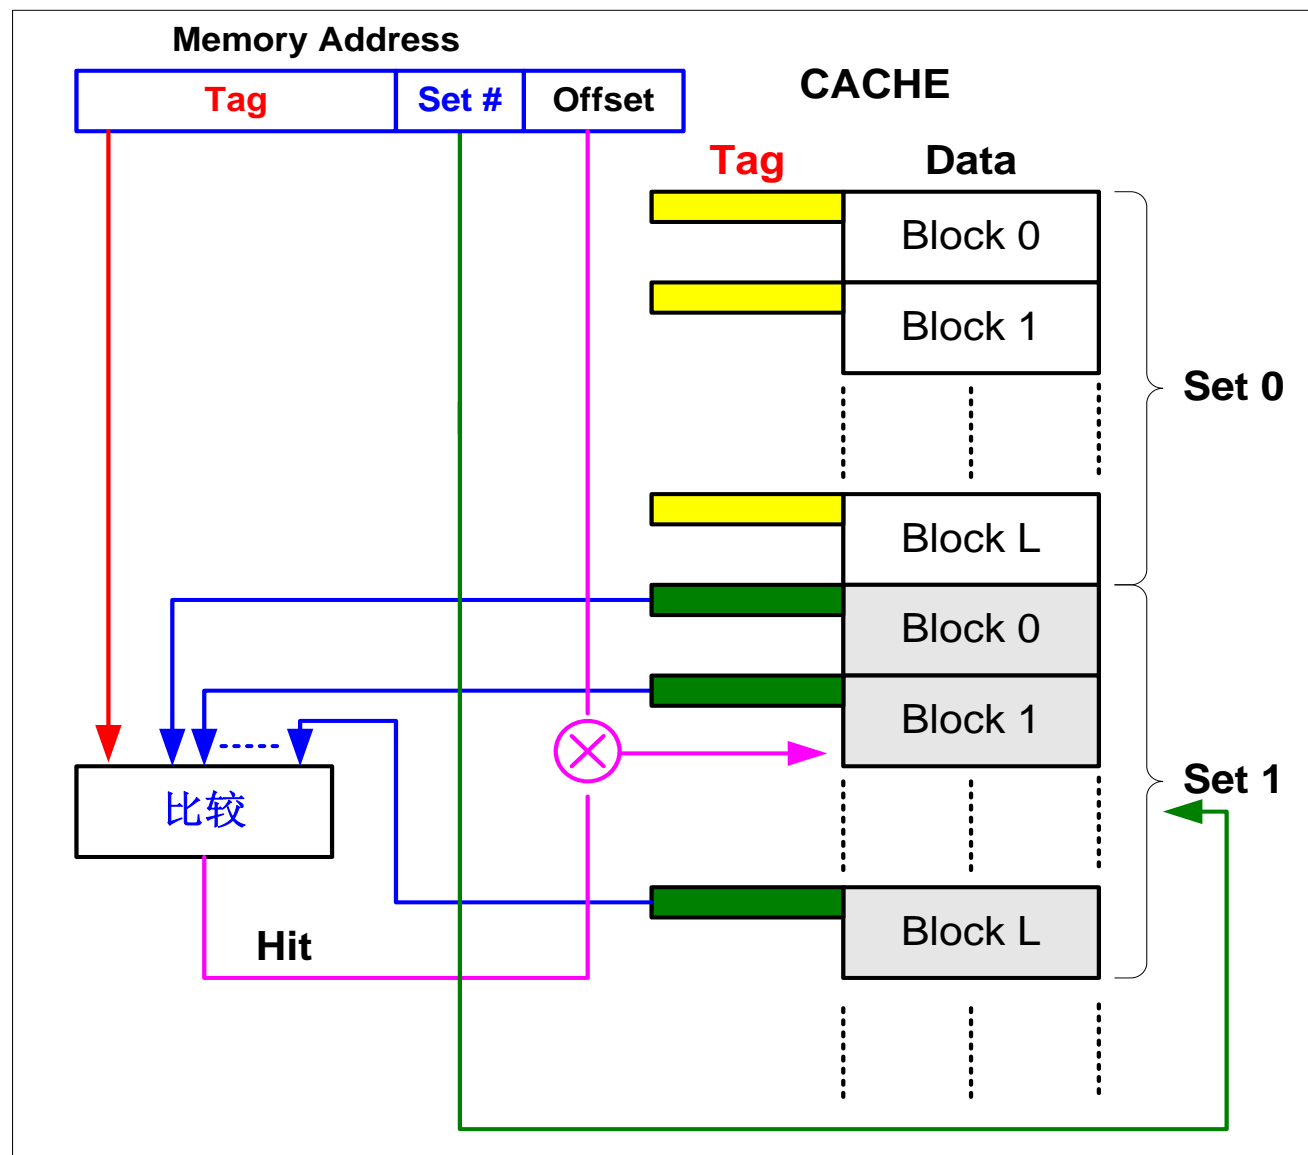 Memory Address
Tag Set # Offset
CACHE
Tag Data
Block 0
Block 1
Set 0
Block L
Block 0
Block 1
Set 1
比较
Block L
Hit